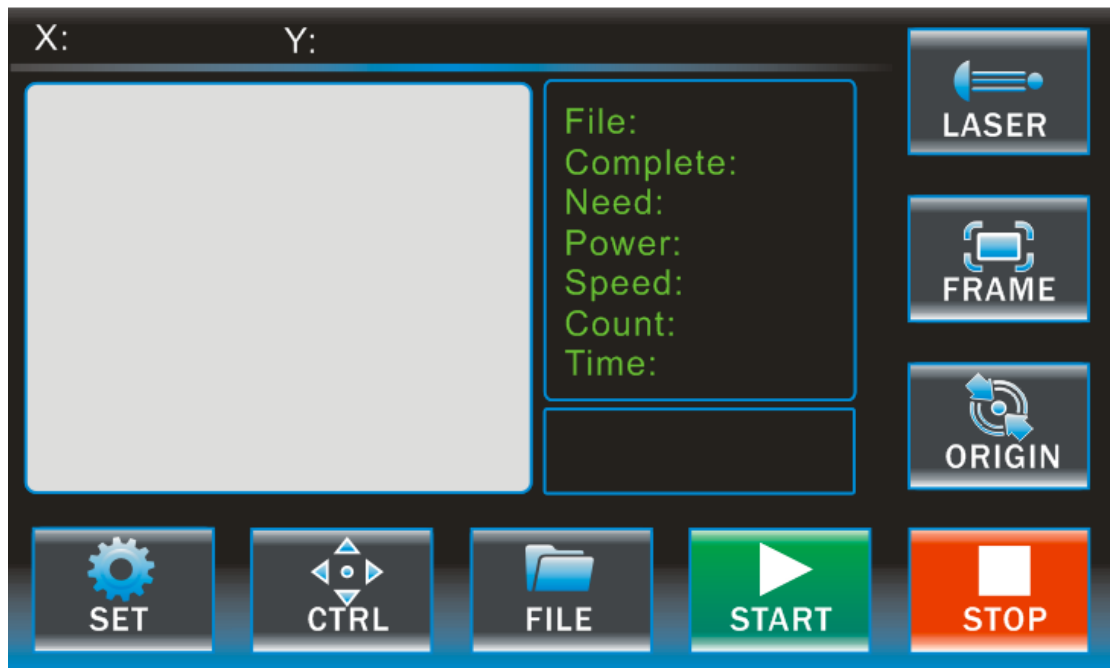 X: Y:
LASER
File:
Complete:
Need:
Power:
Speed:
Count:
Time:
FRAME
ORIGIN
SET
CTRL
FILE
START
STOP